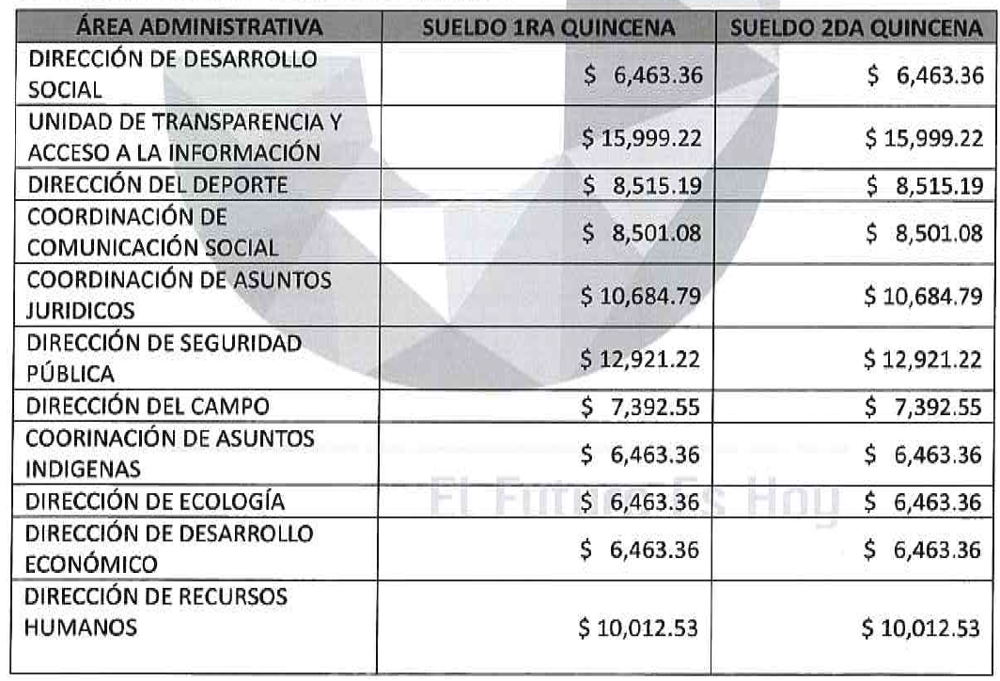 ÁREA ADMINISTRATIVA SUELDO 1RA QUINCENA SUELDO 2DA QUINCENA
DIRECCIÓN DE DESARROLLO
SOCIAL $ 6,463.36 $ 6,463.36
UNIDAD DE TRANSPARENCIA Y
ACCESO A LA INFORMACIÓN $ 15,999.22 $ 15,999.22
DIRECCIÓN DEL DEPORTE $ 8,515.19 $ 8,515.19
COORDINACIÓN DE
COMUNICACIÓN SOCIAL $ 8,501.08 $ 8,501.08
COORDINACIÓN DE ASUNTOS
JURIDICOS $ 10,684.79 $ 10,684.79
DIRECCIÓN DE SEGURIDAD
PÚBLICA $ 12,921.22 $ 12,921.22
DIRECCIÓN DEL CAMPO $ 7,392.55 $ 7,392.55
COORINACIÓN DE ASUNTOS
INDIGENAS $ 6,463.36 $ 6,463.36
El Futuro Es Hoy
DIRECCIÓN DE ECOLOGÍA $ 6,463.36 $ 6,463.36
DIRECCIÓN DE DESARROLLO
ECONÓMICO $ 6,463.36 $ 6,463.36
DIRECCIÓN DE RECURSOS
HUMANOS $ 10,012.53 $ 10,012.53